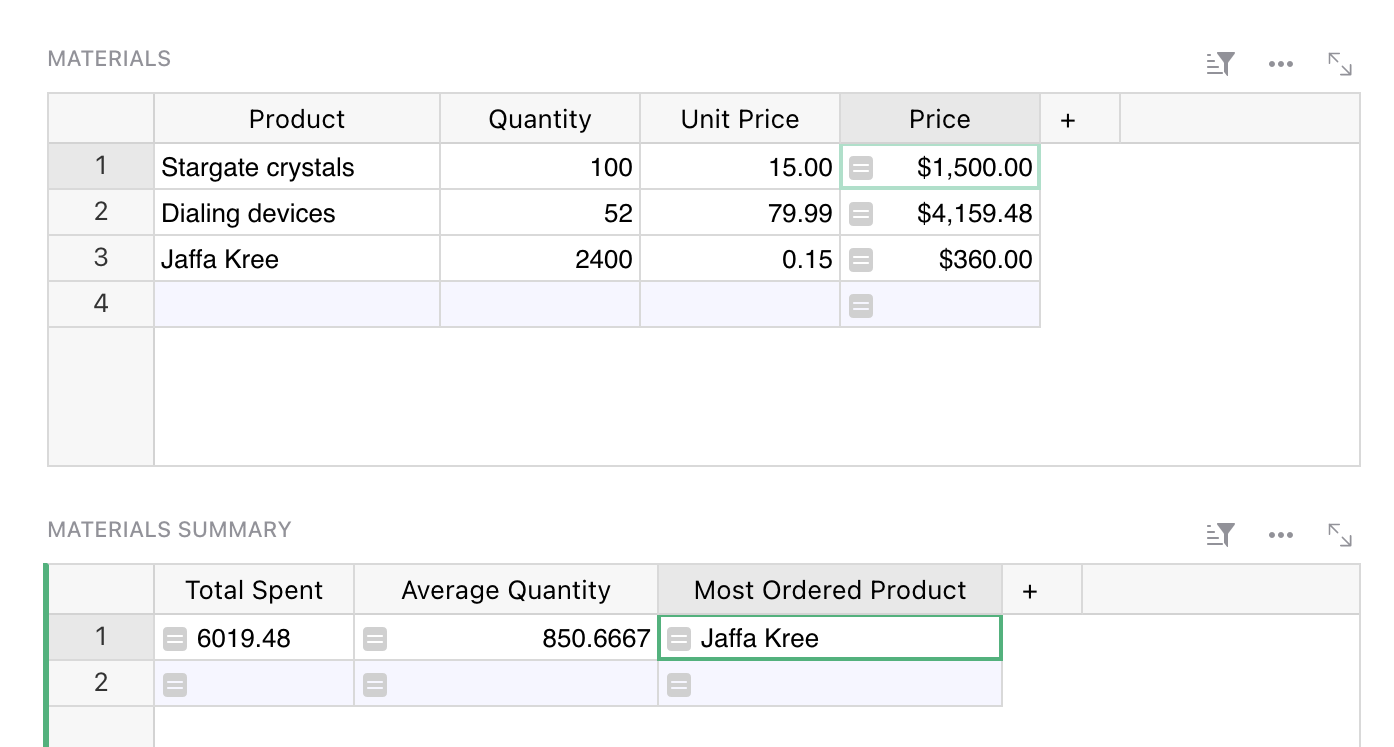 MATERIALS
Product Quantity Unit Price Price +
1 Stargate crystals 100 15.00 = $1,500.00
2 Dialing devices 52 79.99 = $4,159.48
3 Jaffa Kree 2400 0.15 = $360.00
4 =
MATERIALS SUMMARY
Total Spent Average Quantity Most Ordered Product +
1 = 6019.48 = 850.6667 = Jaffa Kree
2 = = =